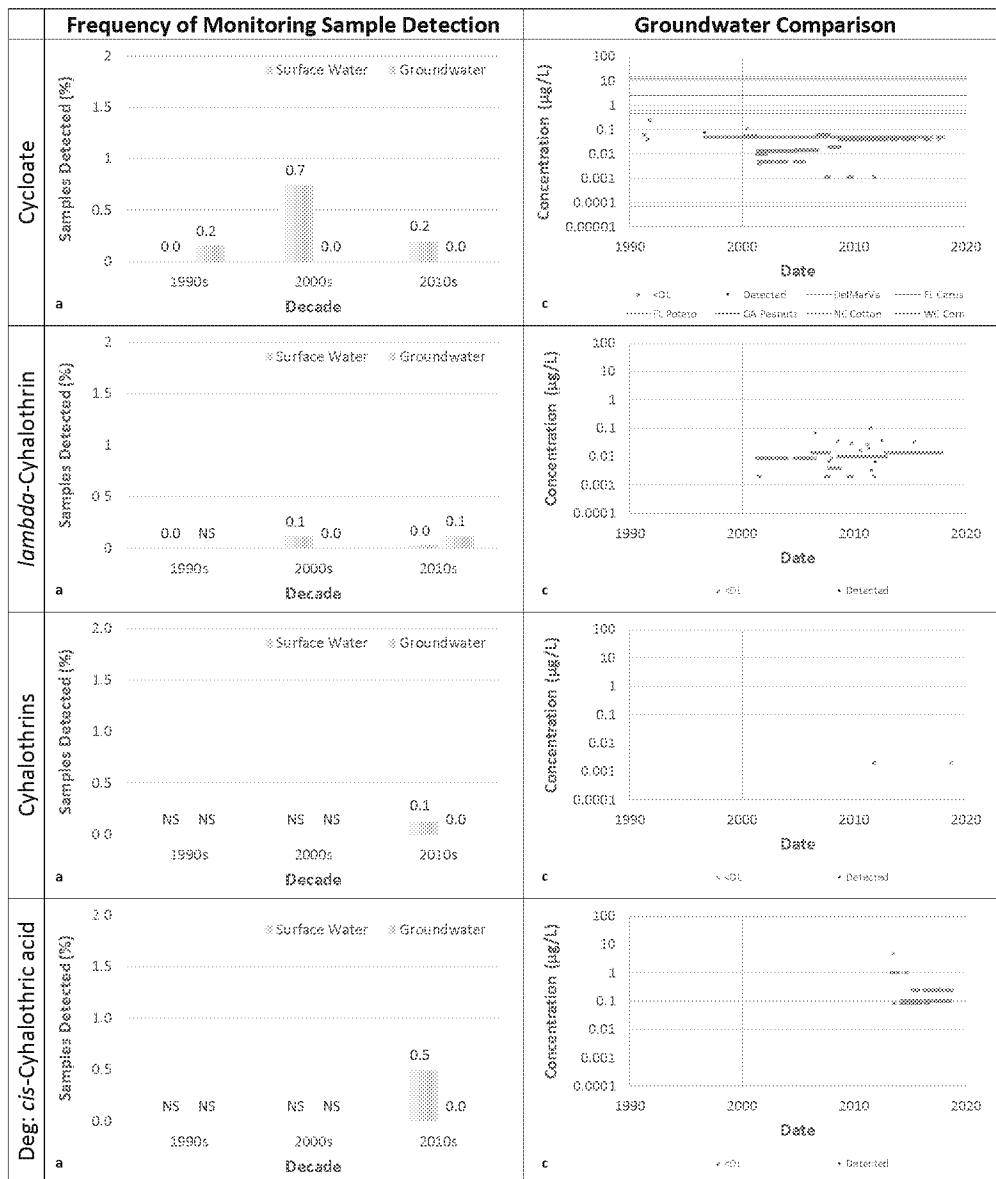 Frequency of Monitoring Sample Detection
Groundwater Comparison
Cycloate
Samples Detected (%)
Surface Water Groundwater
2
1.5
1
0.5
0
0.0 0.2 0.7 0.0 0.2 0.0
1990s 2000s 2010s
Decade
a
Concentration (µg/L)
100
10
1
0.1
0.01
0.001
0.0001
0.00001
1990 2000 2010 2020
Date
<DL Detected DelMarVa FL Citrus
FL Potato GA Peanuts NC Cotton WC Corn
c
lambda-Cyhalothrin
Samples Detected (%)
Surface Water Groundwater
2
1.5
1
0.5
0
0.0 NS 0.1 0.0 0.0 0.1
1990s 2000s 2010s
Decade
a
Concentration (µg/L)
100
10
1
0.1
0.01
0.001
0.0001
1990 2000 2010 2020
Date
c <DL Detected
Cyhalothrins
Samples Detected (%)
Surface Water Groundwater
2.0
1.5
1.0
0.5
0.0
NS NS NS NS 0.1 0.0
1990s 2000s 2010s
Decade
a
Concentration (µg/L)
100
10
1
0.1
0.01
0.001
0.0001
1990 2000 2010 2020
Date
c <DL Detected
Deg: cis-Cyhalothric acid
Samples Detected (%)
Surface Water Groundwater
2.0
1.5
1.0
0.5
0.0
NS NS NS NS 0.5 0.0
1990s 2000s 2010s
Decade
a
Concentration (µg/L)
100
10
1
0.1
0.01
0.001
0.0001
1990 2000 2010 2020
Date
c <DL Detected